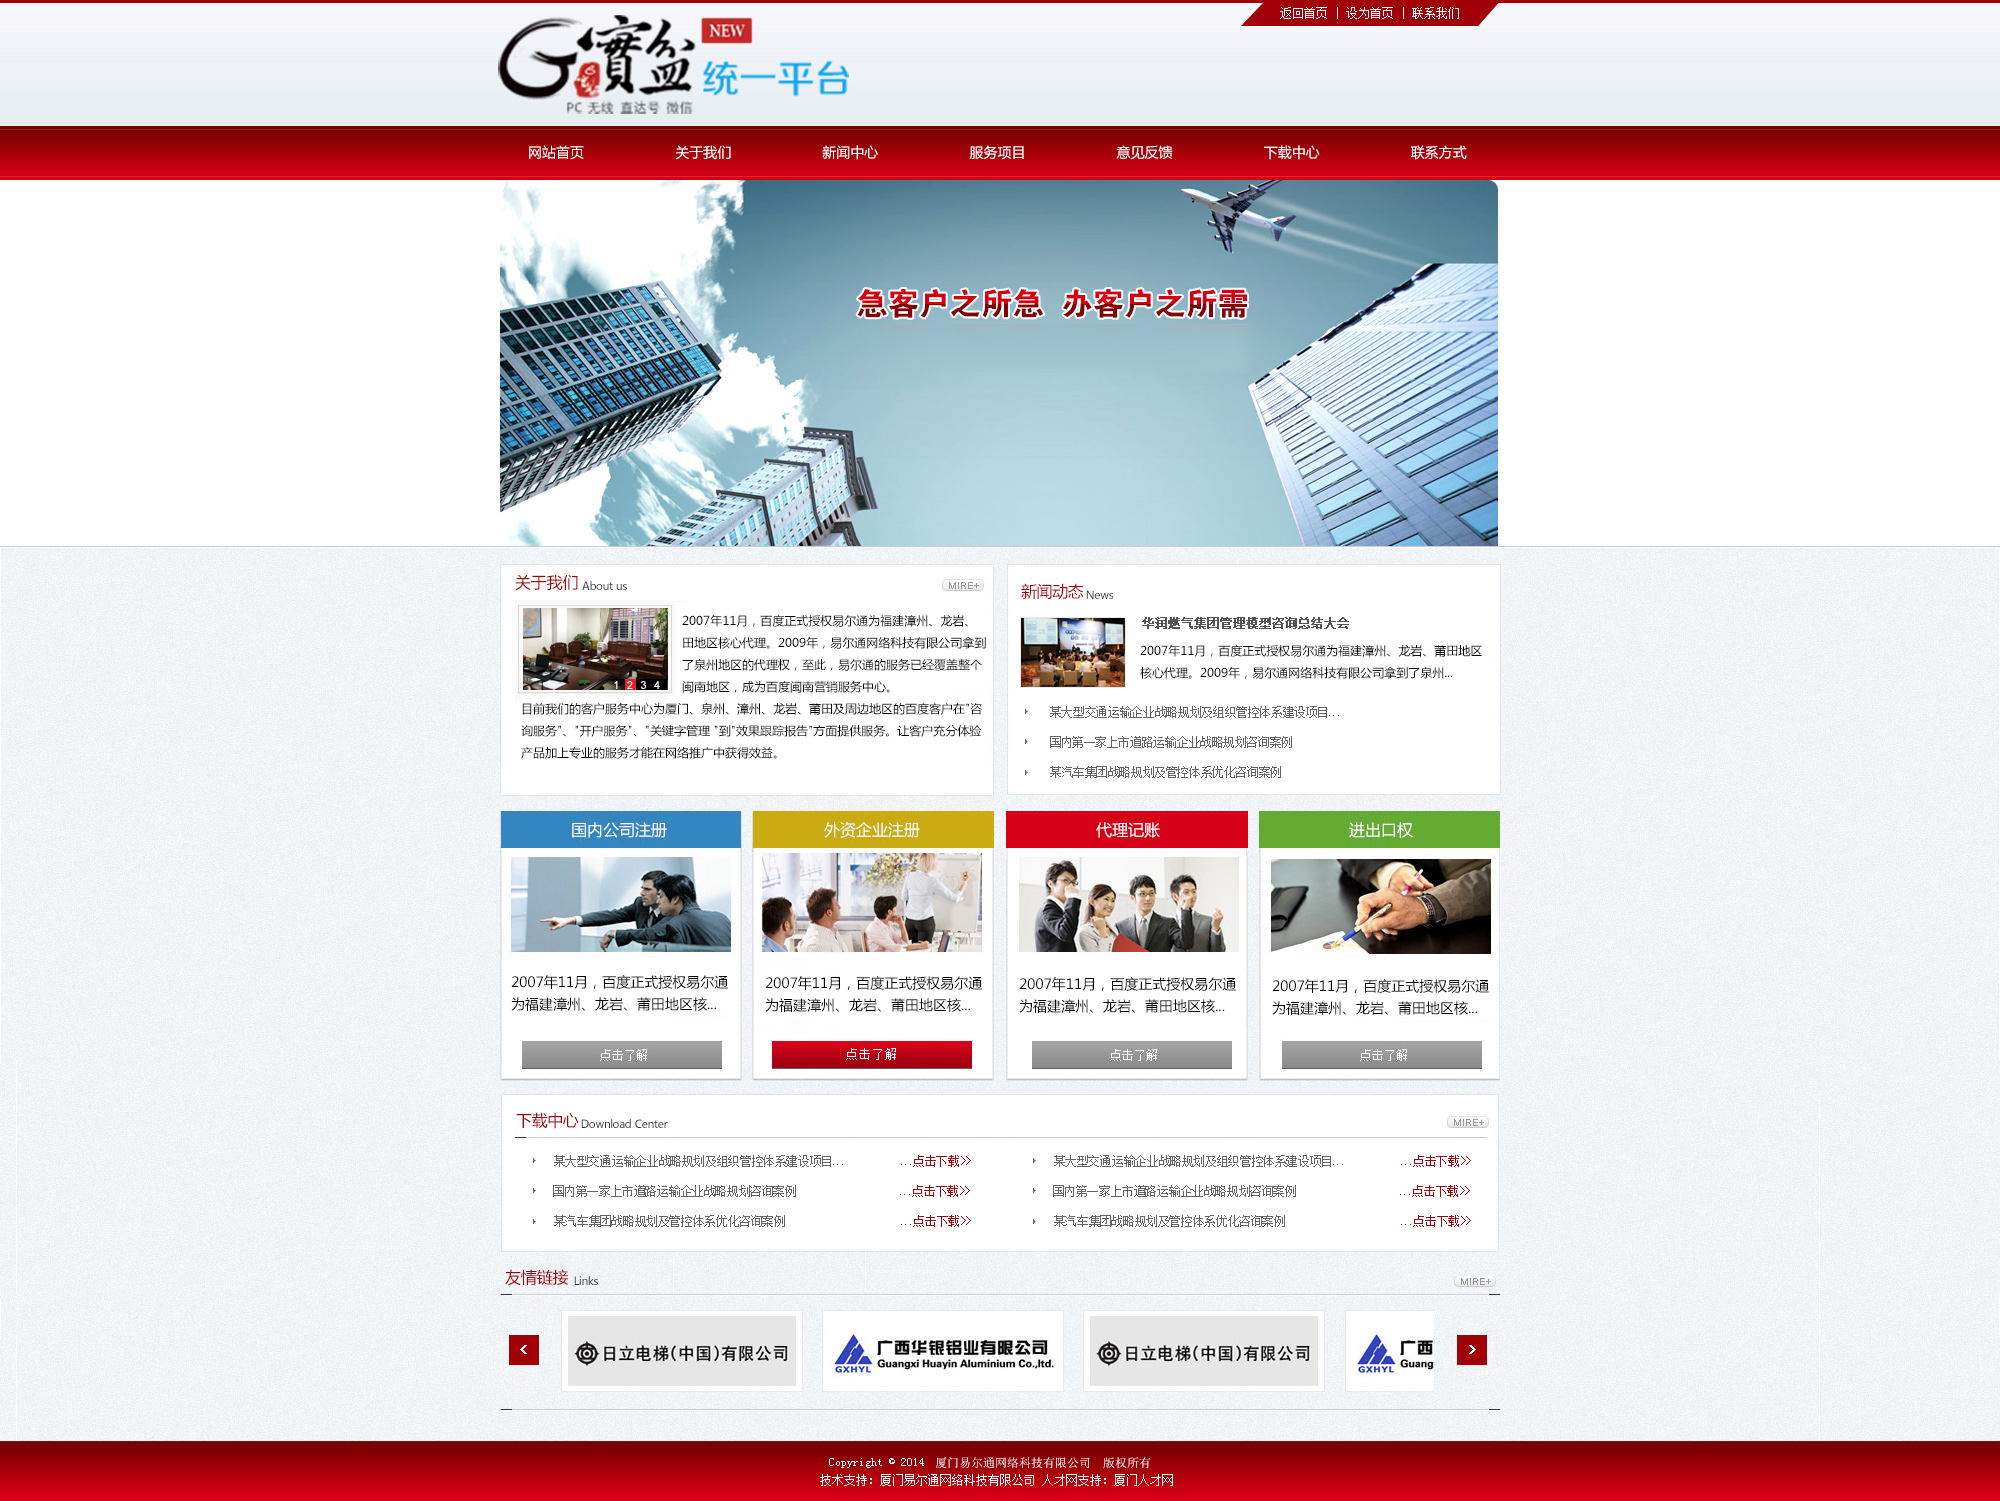 返回首页 | 设为首页 | 联系我们
G 實盆 NEW
统一平台
PC 无线 直达号 微信
网站首页 关于我们 新闻中心 服务项目 意见反馈 下载中心 联系方式
急客户之所急 办客户之所需
关于我们 About us MIRE+
2007年11月，百度正式授权易尔通为福建漳州、龙岩、
田地区核心代理。2009年，易尔通网络科技有限公司拿到
了泉州地区的代理权，至此，易尔通的服务已经覆盖整个
闽南地区，成为百度闽南营销服务中心。
1 2 3 4
目前我们的客户服务中心为厦门、泉州、漳州、龙岩、莆田及周边地区的百度客户在"咨
询服务"、"开户服务"、"关键字管理 "到"效果跟踪报告"方面提供服务。让客户充分体验
产品加上专业的服务才能在网络推广中获得效益。
新闻动态 News
华润燃气集团管理模型咨询总结大会
2007年11月，百度正式授权易尔通为福建漳州、龙岩、莆田地区
核心代理。2009年，易尔通网络科技有限公司拿到了泉州...
某大型交通运输企业战略规划及组织管控体系建设项目...
国内第一家上市道路运输企业战略规划咨询案例
某汽车集团战略规划及管控体系优化咨询案例
国内公司注册
2007年11月，百度正式授权易尔通
为福建漳州、龙岩、莆田地区核...
点击了解
外资企业注册
2007年11月，百度正式授权易尔通
为福建漳州、龙岩、莆田地区核...
点击了解
代理记账
2007年11月，百度正式授权易尔通
为福建漳州、龙岩、莆田地区核...
点击了解
进出口权
2007年11月，百度正式授权易尔通
为福建漳州、龙岩、莆田地区核...
点击了解
下载中心 Download Center MIRE+
某大型交通运输企业战略规划及组织管控体系建设项目... ...点击下载>>
国内第一家上市道路运输企业战略规划咨询案例 ...点击下载>>
某汽车集团战略规划及管控体系优化咨询案例 ...点击下载>>
某大型交通运输企业战略规划及组织管控体系建设项目... ...点击下载>>
国内第一家上市道路运输企业战略规划咨询案例 ...点击下载>>
某汽车集团战略规划及管控体系优化咨询案例 ...点击下载>>
友情链接 Links MIRE+
日立电梯(中国)有限公司
GXHYL 广西华银铝业有限公司
Guangxi Huayin Aluminium Co.,ltd.
日立电梯(中国)有限公司
GXHYL 广西
Guang
Copyright © 2014 厦门易尔通网络科技有限公司 版权所有
技术支持：厦门易尔通网络科技有限公司 人才网支持：厦门人才网